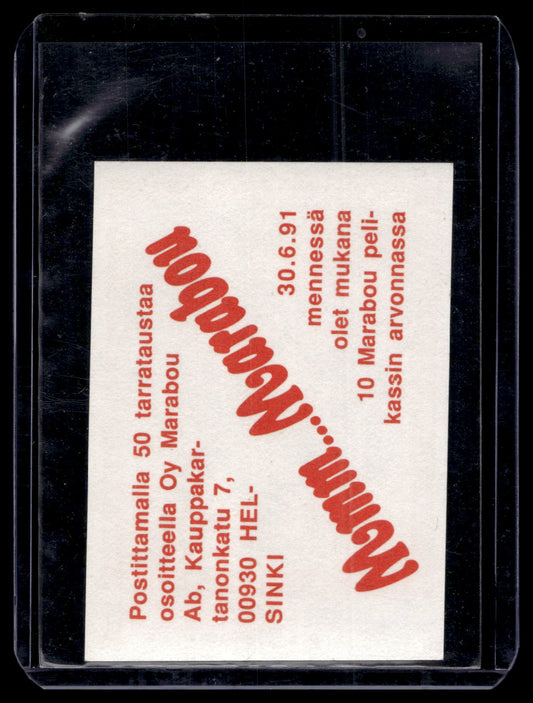 Postittamalla 50 tarrataustaa
osoitteella Oy Marabou
Ab, Kauppakar-
tanonkatu 7,
00930 HEL-
SINKI
Mmm...Marabou
30.6.91
mennessä
olet mukana
10 Marabou peli-
kassin arvonnassa